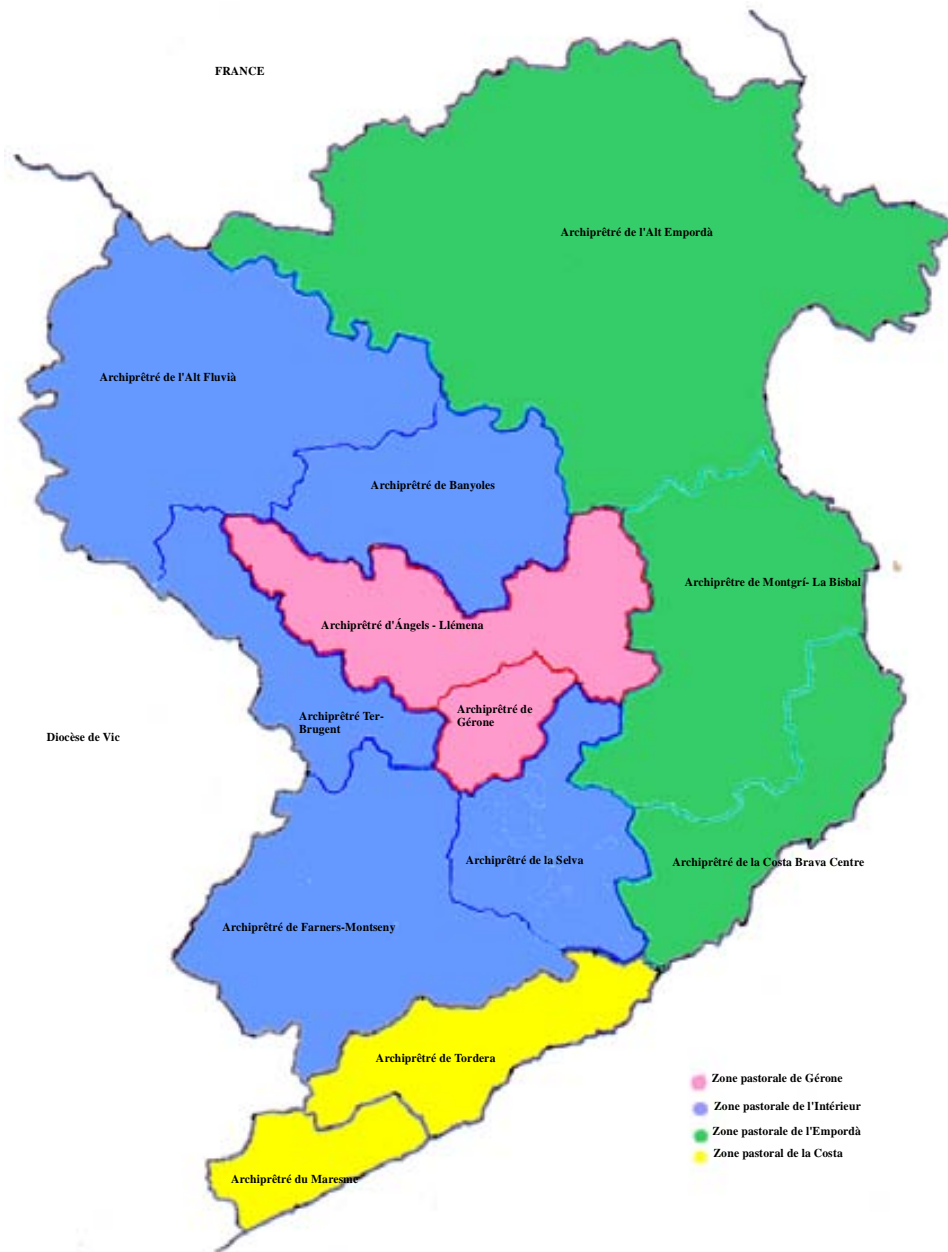 FRANCE
Archiprêtré de l'Alt Empordà
Archiprêtré de l'Alt Fluvià
Archiprêtré de Banyoles
Archiprêtre de Montgrí- La Bisbal
Archiprêtré d'Ángels - Llémena
Archiprêtré de
Gérone
Archiprêtré Ter-
Brugent
Diocèse de Vic
Archiprêtré de la Selva
Archiprêtré de la Costa Brava Centre
Archiprêtré de Farners-Montseny
Archiprêtré de Tordera
Archiprêtré du Maresme
Zone pastorale de Gérone
Zone pastorale de l'Intérieur
Zone pastorale de l'Empordà
Zone pastoral de la Costa